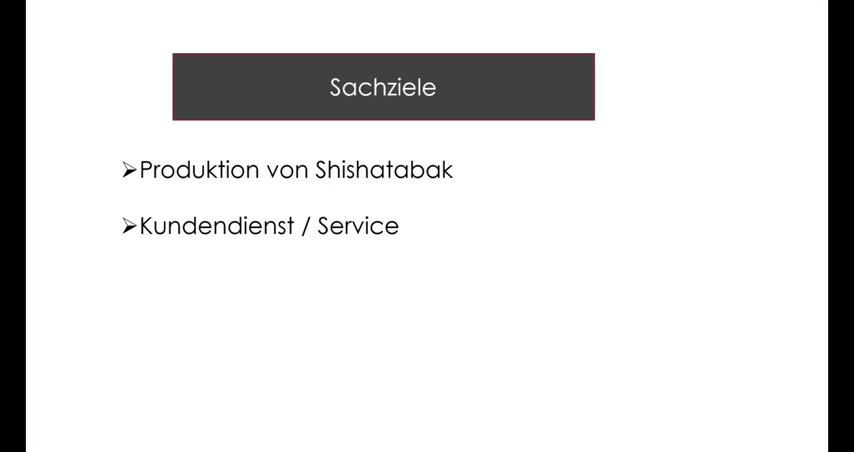 Sachziele
➢Produktion von Shishatabak
➢Kundendienst / Service